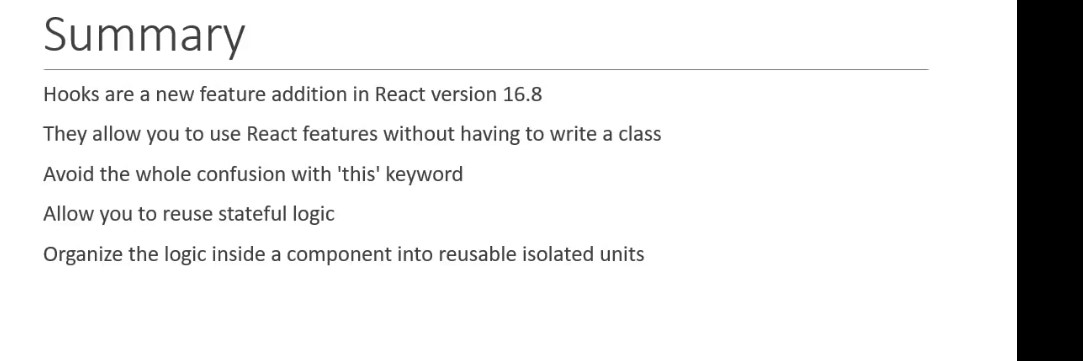 Summary
Hooks are a new feature addition in React version 16.8
They allow you to use React features without having to write a class
Avoid the whole confusion with 'this' keyword
Allow you to reuse stateful logic
Organize the logic inside a component into reusable isolated units